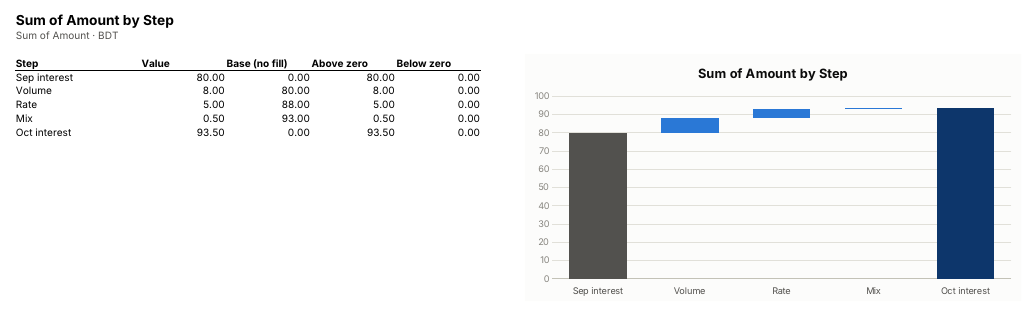 Sum of Amount by Step
Sum of Amount · BDT
Step Value Base (no fill) Above zero Below zero
Sep interest 80.00 0.00 80.00 0.00
Volume 8.00 80.00 8.00 0.00
Rate 5.00 88.00 5.00 0.00
Mix 0.50 93.00 0.50 0.00
Oct interest 93.50 0.00 93.50 0.00
Sum of Amount by Step
100
90
80
70
60
50
40
30
20
10
0
Sep interest Volume Rate Mix Oct interest